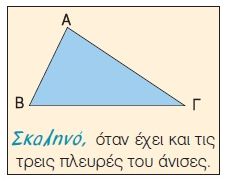 Α
Β Γ
Σκαληνό, όταν έχει και τις
τρεις πλευρές του άνισες.